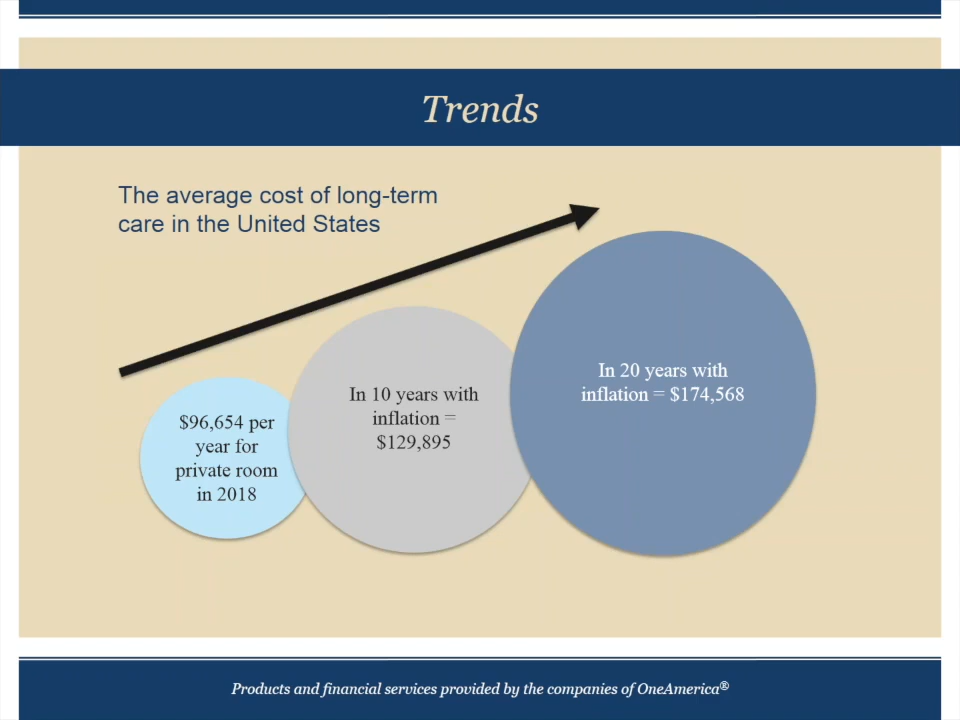 Trends
The average cost of long-term
care in the United States
$96,654 per
year for
private room
in 2018
In 10 years with
inflation =
$129,895
In 20 years with
inflation = $174,568
Products and financial services provided by the companies of OneAmerica®